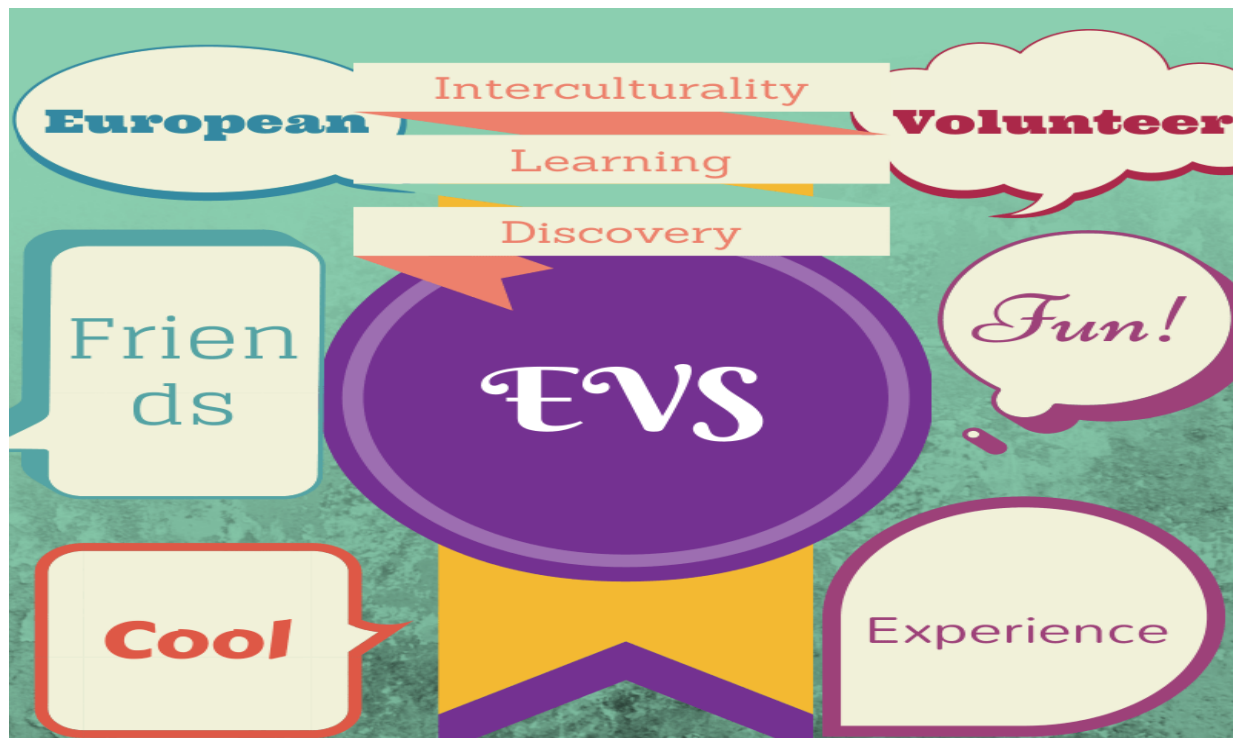 European
Interculturality
Learning
Discovery
Volunteer
Frien
ds
EVS
Fun!
Cool
Experience